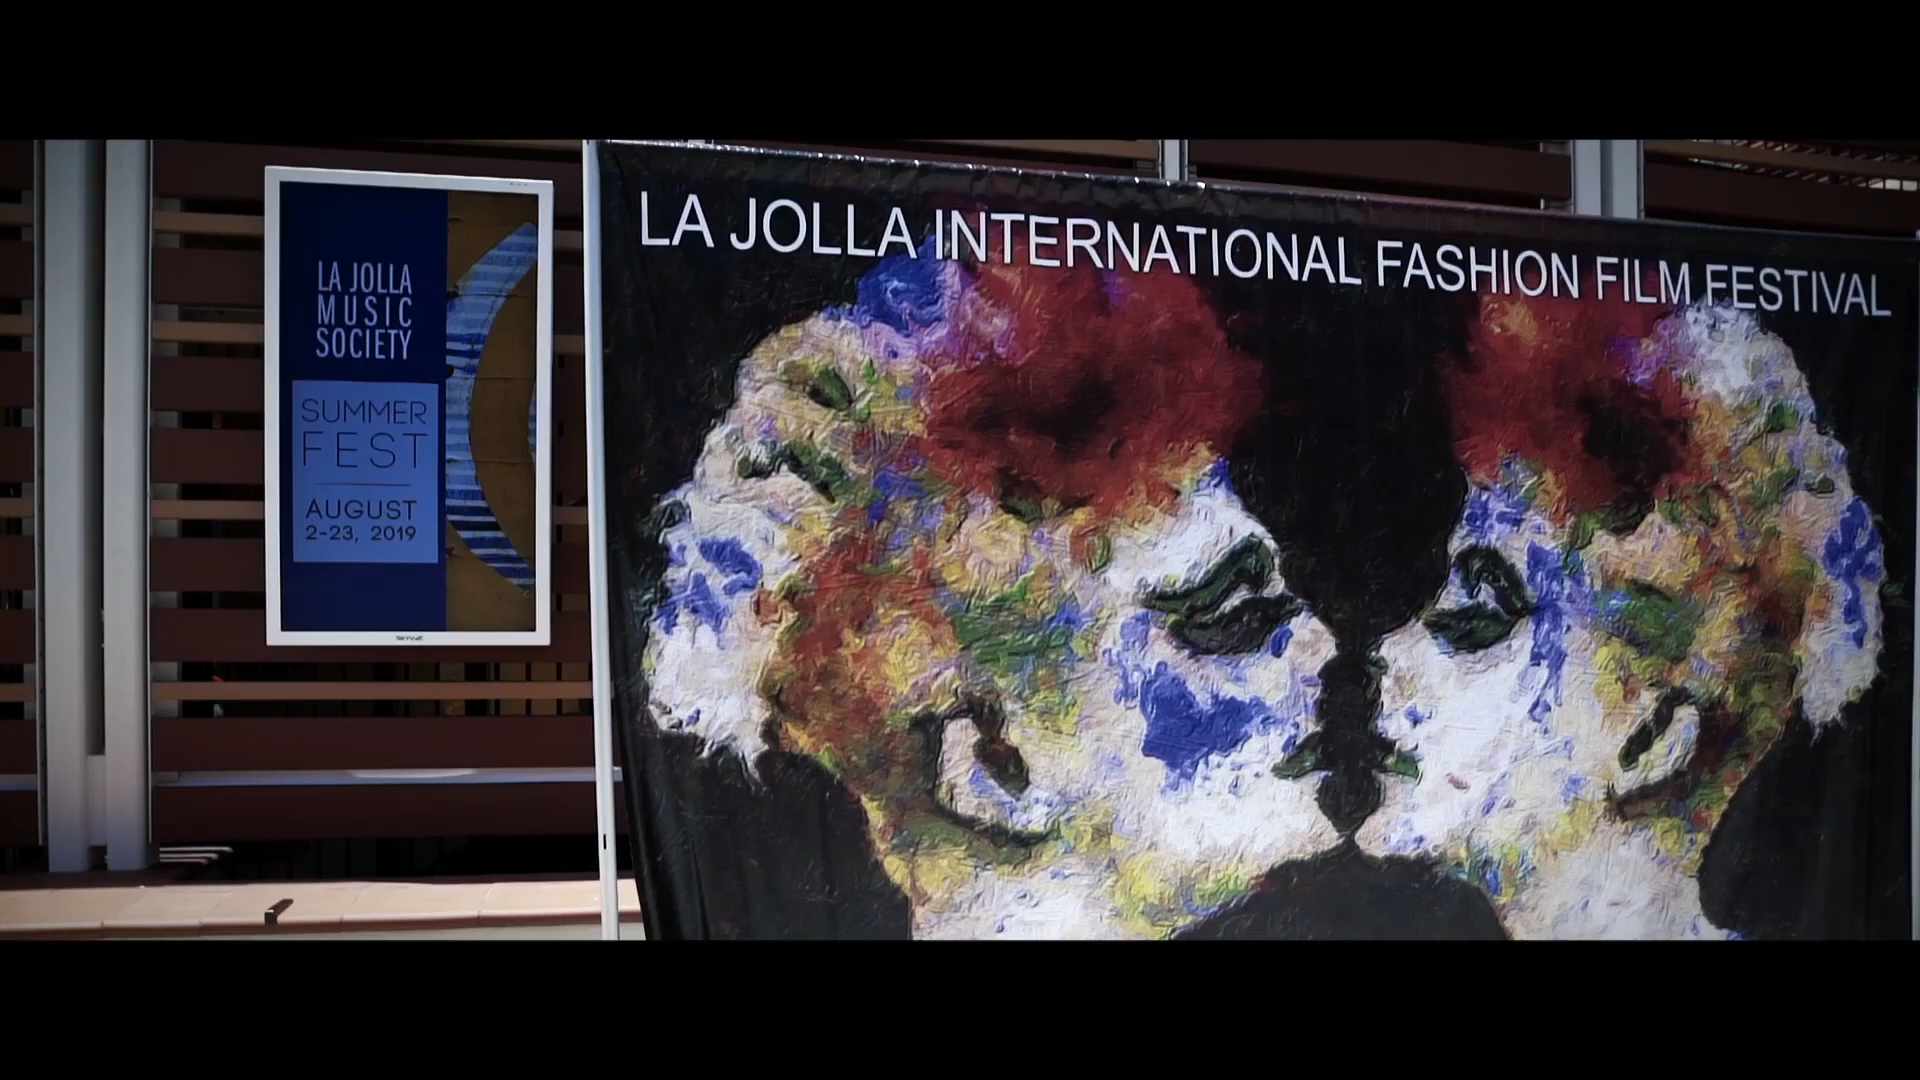 LA JOLLA
MUSIC
SOCIETY
SUMMER
FEST
AUGUST
2-23, 2019
LA JOLLA INTERNATIONAL FASHION FILM FESTIVAL